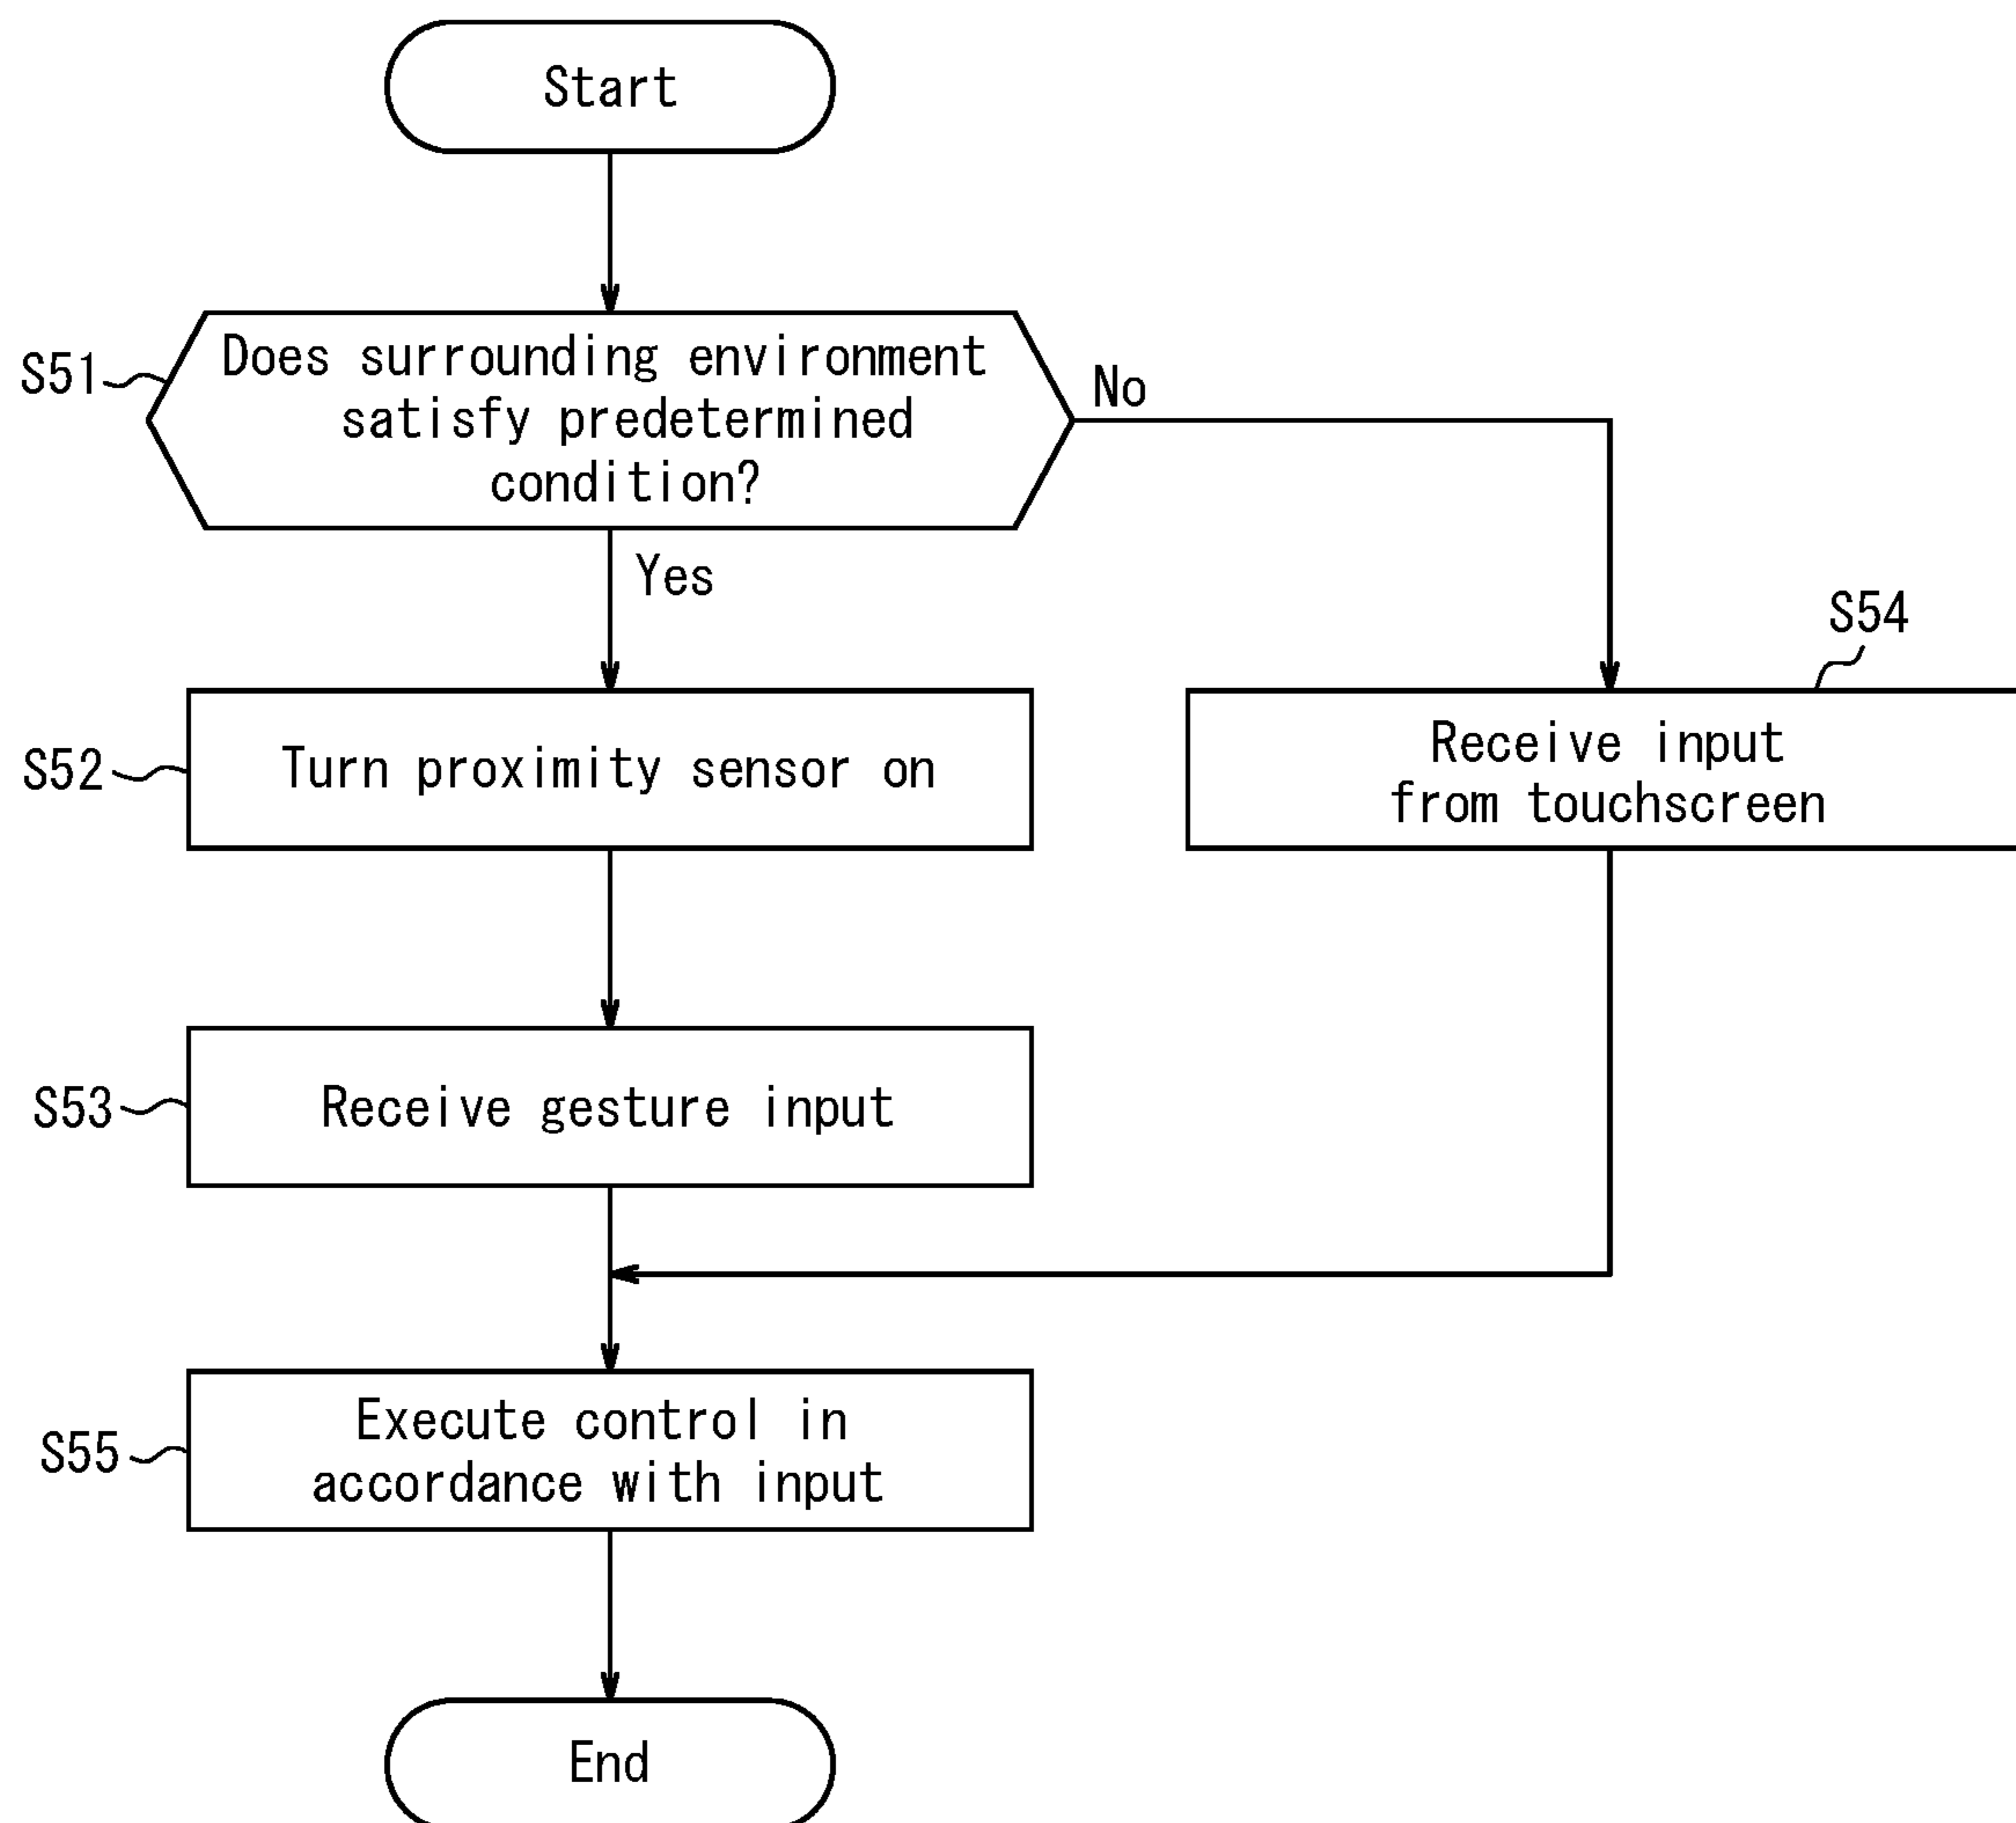 Start
S51
Does surrounding environment
satisfy predetermined
condition?
No
Yes
S52
Turn proximity sensor on
S54
Receive input
from touchscreen
S53
Receive gesture input
S55
Execute control in
accordance with input
End